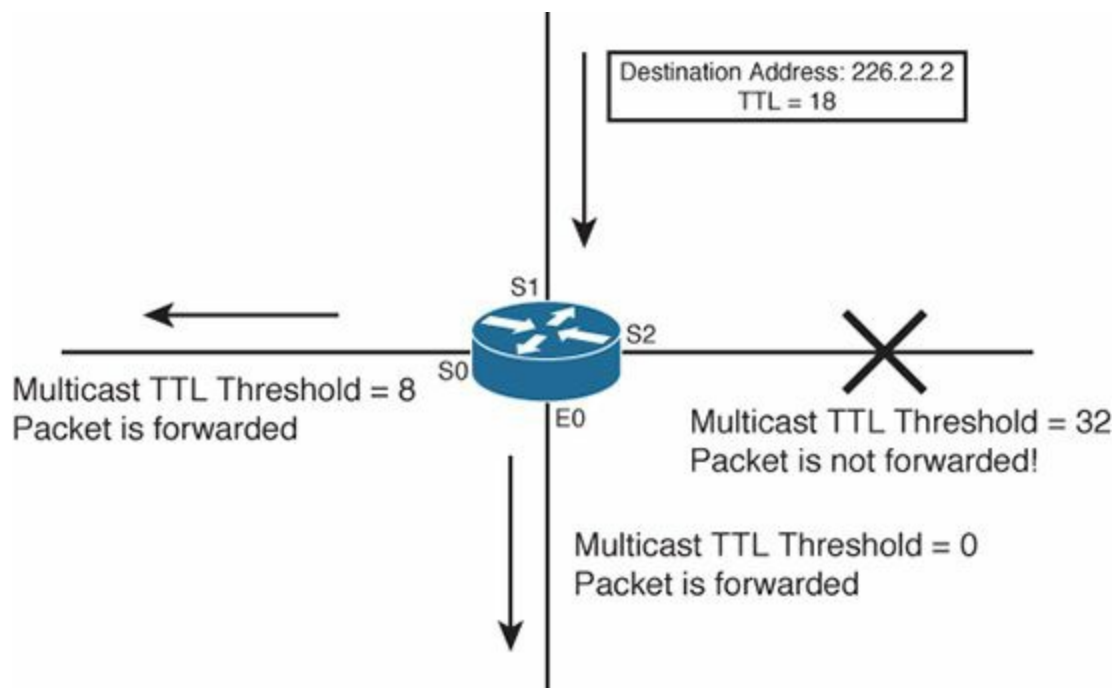 Destination Address: 226.2.2.2
TTL = 18
S1
S2
S0
E0
Multicast TTL Threshold = 8
Packet is forwarded
Multicast TTL Threshold = 32
Packet is not forwarded!
Multicast TTL Threshold = 0
Packet is forwarded